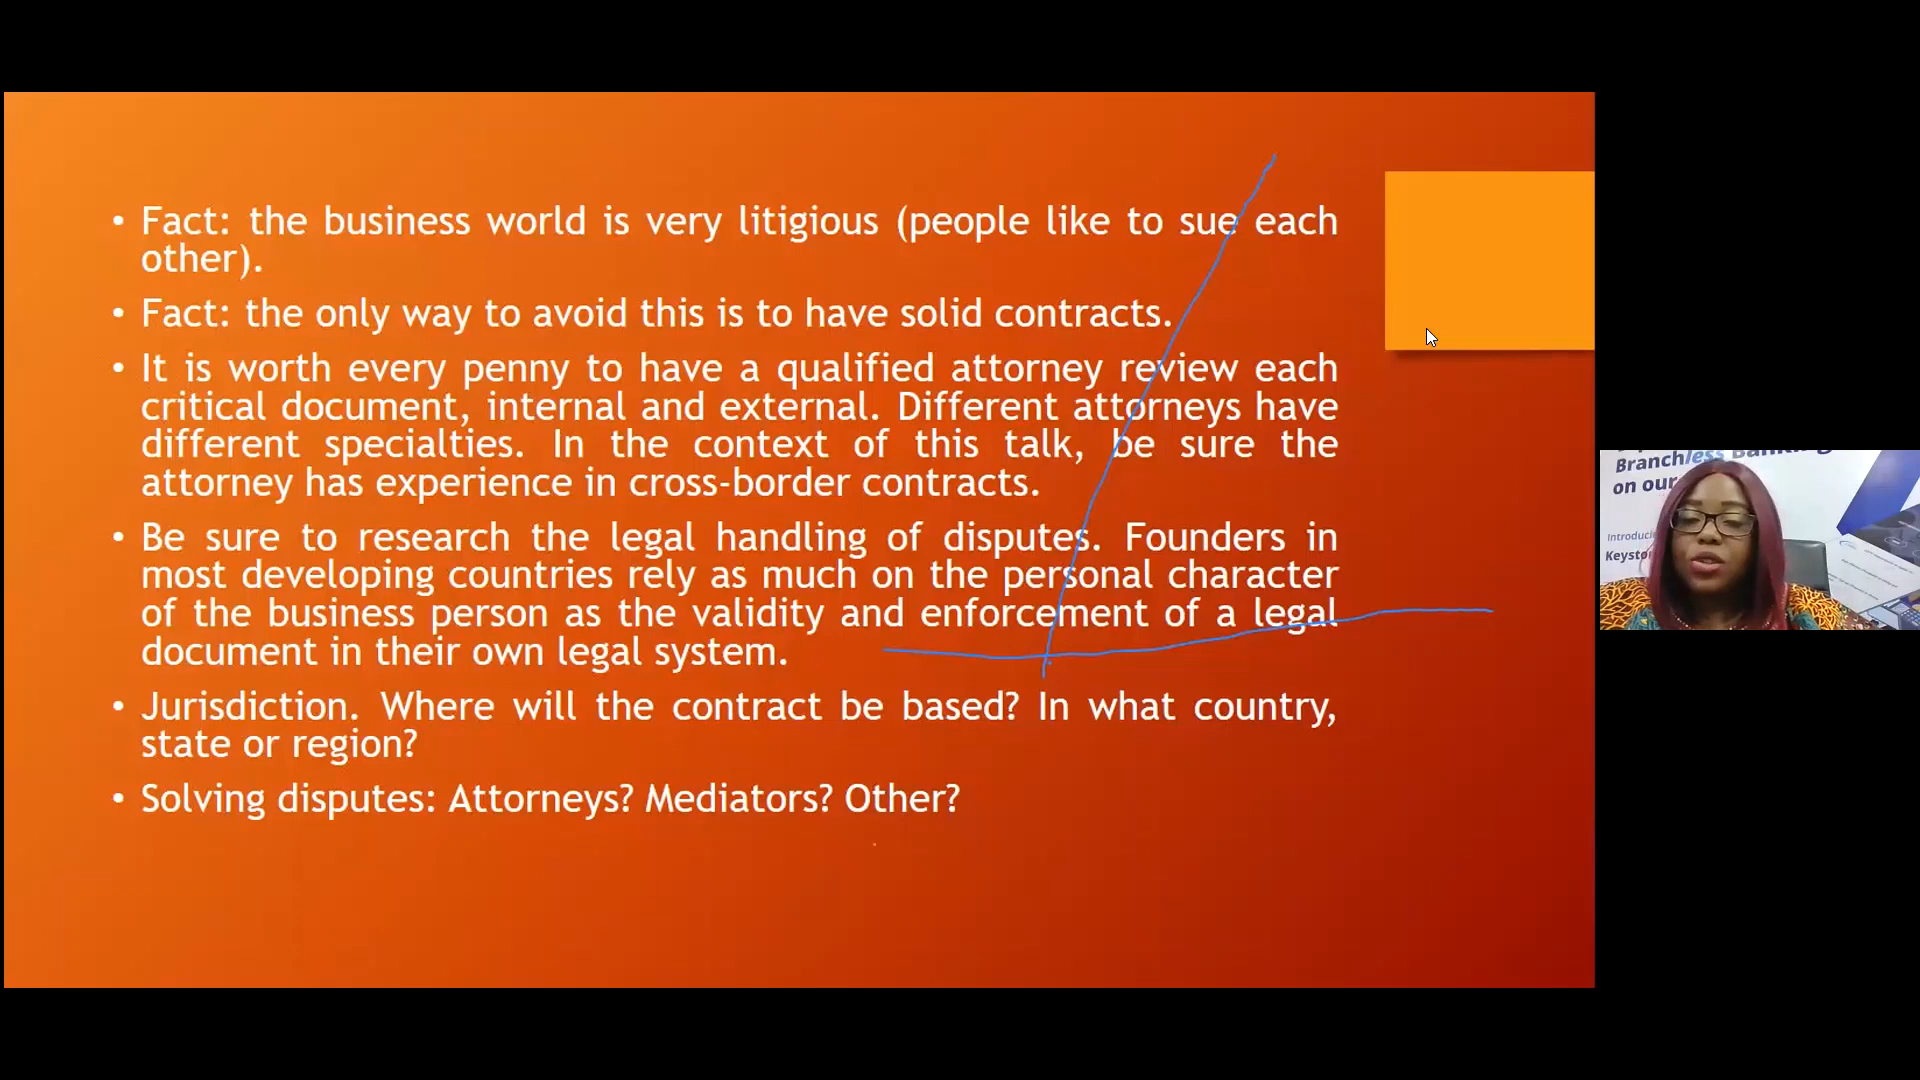 • Fact: the business world is very litigious (people like to sue each
other).
• Fact: the only way to avoid this is to have solid contracts.
• It is worth every penny to have a qualified attorney review each
critical document, internal and external. Different attorneys have
different specialties. In the context of this talk, be sure the
attorney has experience in cross-border contracts.
• Be sure to research the legal handling of disputes. Founders in
most developing countries rely as much on the personal character
of the business person as the validity and enforcement of a legal
document in their own legal system.
• Jurisdiction. Where will the contract be based? In what country,
state or region?
• Solving disputes: Attorneys? Mediators? Other?
Branchless Banking
on our